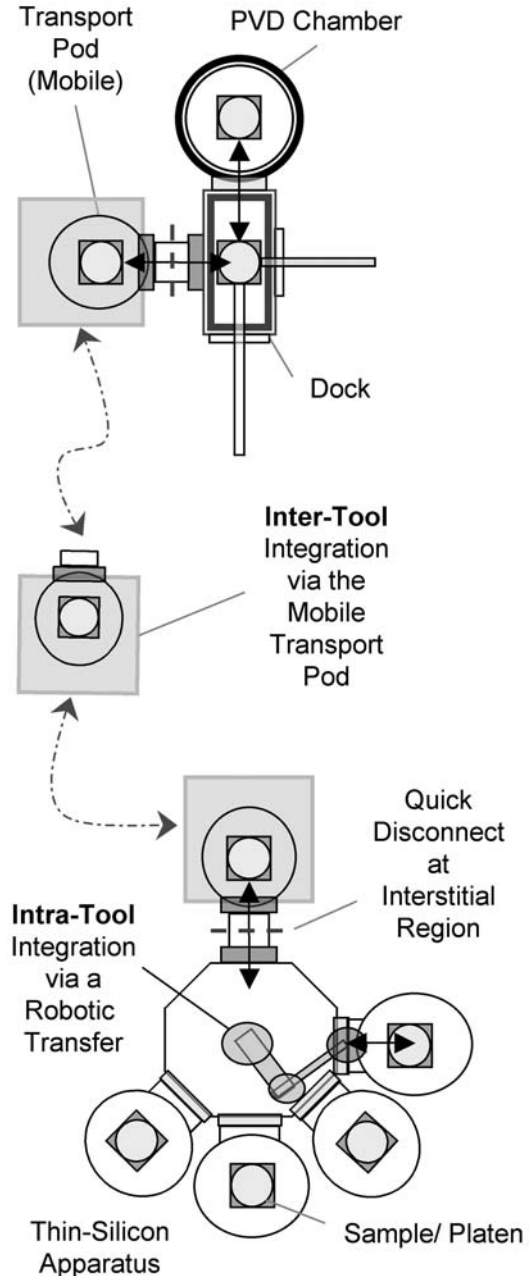 Transport
Pod
(Mobile)
PVD Chamber
Dock
Inter-Tool
Integration
via the
Mobile
Transport
Pod
Quick
Disconnect
at
Interstitial
Region
Intra-Tool
Integration
via a
Robotic
Transfer
Thin-Silicon
Apparatus
Sample/ Platen